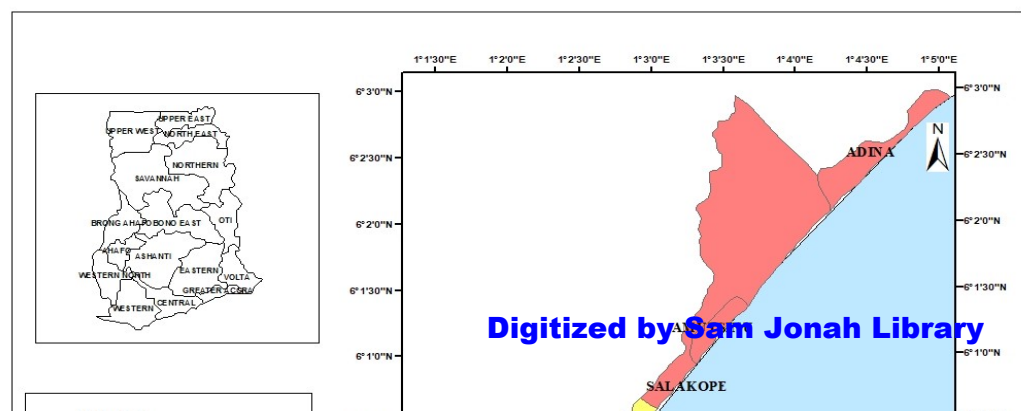 1°1'30"E 1°2'0"E 1°2'30"E 1°3'0"E 1°3'30"E 1°4'0"E 1°4'30"E 1°5'0"E
6°3'0"N 6°3'0"N
UPPER EAST
UPPER WEST NORTH EAST
N
NORTHERN
ADINA
6°2'30"N 6°2'30"N
SAVANNAH
BRONG AHAFO BONO EAST OTI
6°2'0"N 6°2'0"N
AHAFO
ASHANTI
EASTERN
WESTERN NORTH VOLTA
6°1'30"N 6°1'30"N
GREATER ACCRA
CENTRAL
WESTERN
Digitized by Sam Jonah Library
6°1'0"N 6°1'0"N
SALAKOPE